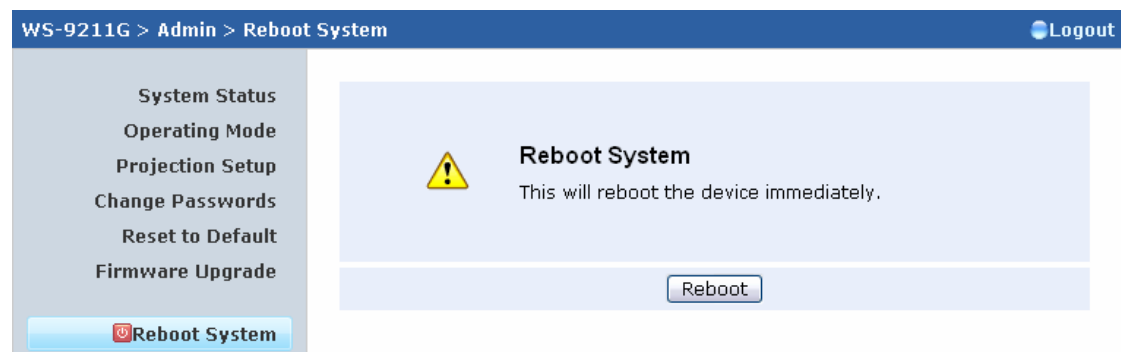 WS-9211G > Admin > Reboot System
Logout
System Status
Operating Mode
Projection Setup
Change Passwords
Reset to Default
Firmware Upgrade
Reboot System
Reboot System
This will reboot the device immediately.
Reboot